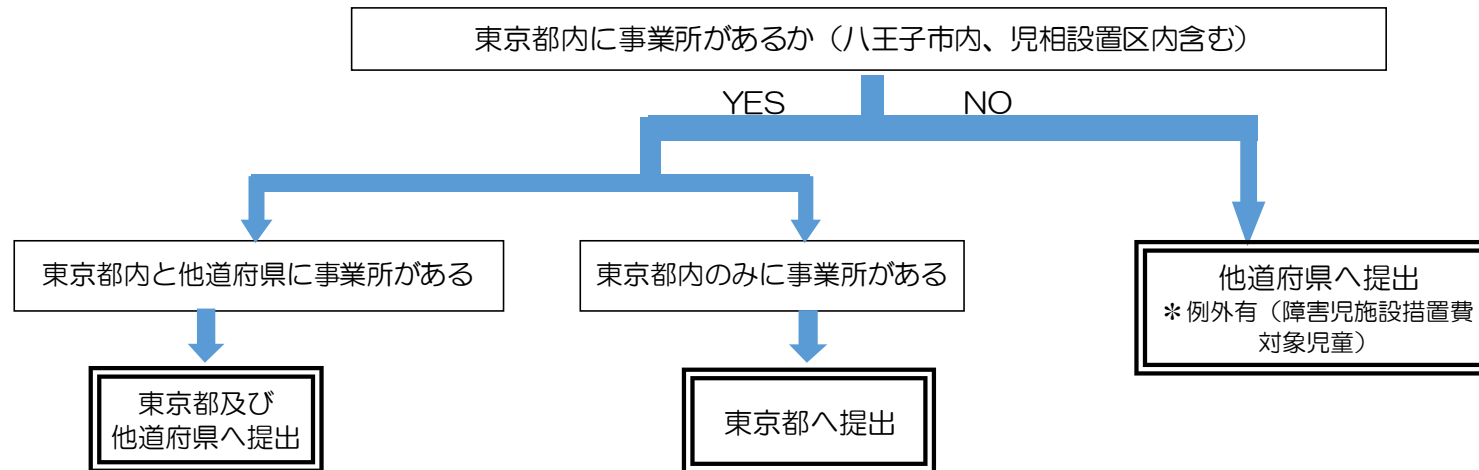 東京都内に事業所があるか（八王子市内、児相設置区内含む）
YES
NO
東京都内と他道府県に事業所がある
東京都内のみに事業所がある
他道府県へ提出
＊例外有（障害児施設措置費
対象児童）
東京都及び
他道府県へ提出
東京都へ提出